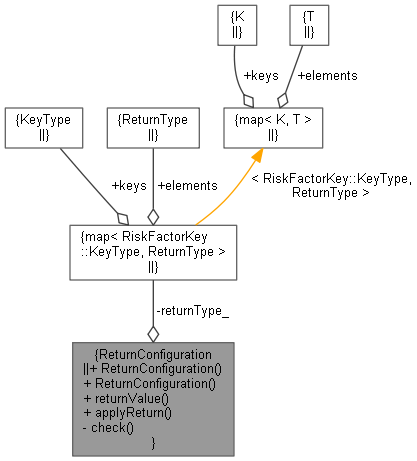 {K
||}
{T
||}
+keys
+elements
{KeyType
||}
{ReturnType
||}
{map< K, T >
||}
+keys
+elements
< RiskFactorKey::KeyType,
ReturnType >
{map< RiskFactorKey
::KeyType, ReturnType >
||}
-returnType_
{ReturnConfiguration
||+ ReturnConfiguration()
+ ReturnConfiguration()
+ returnValue()
+ applyReturn()
- check()
}